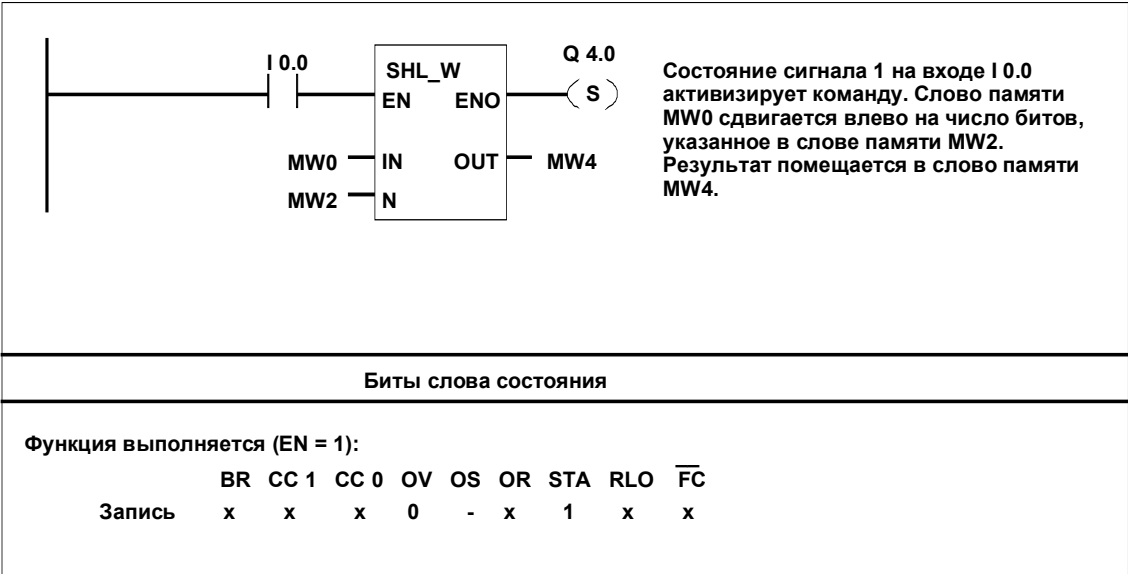 I 0.0
SHL_W
Q 4.0
EN ENO
S
MW0 IN OUT MW4
MW2 N
Состояние сигнала 1 на входе I 0.0
активизирует команду. Слово памяти
MW0 сдвигается влево на число битов,
указанное в слове памяти MW2.
Результат помещается в слово памяти
MW4.
Биты слова состояния
Функция выполняется (EN = 1):
BR CC 1 CC 0 OV OS OR STA RLO F̅C̅
Запись x x x 0 - x 1 x x